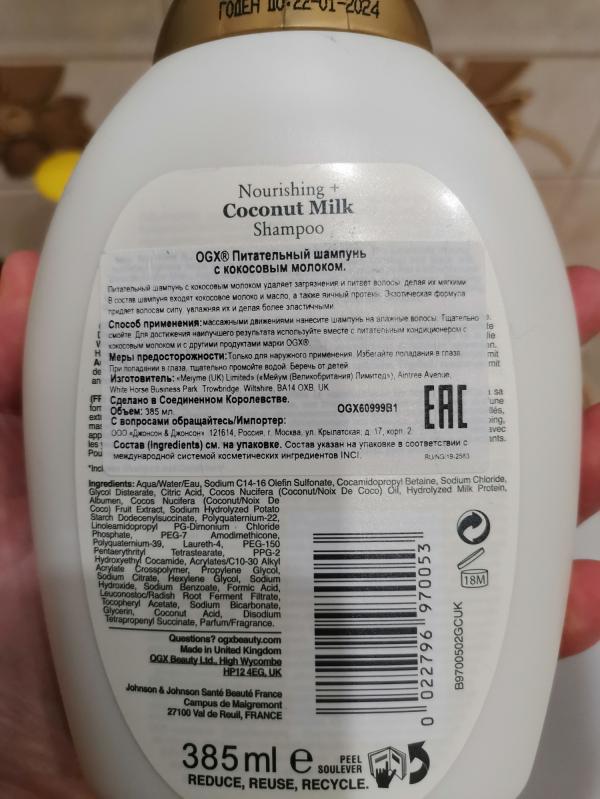 ГОДЕН ДО:22-01-2024
Nourishing +
Coconut Milk
Shampoo
OGX® Питательный шампунь
с кокосовым молоком.
Питательный шампунь с кокосовым молоком удаляет загрязнения и питает волосы, делая их мягкими
В состав шампуня входят кокосовое молоко и масло, а также яичный протеин. Экзотическая формула
придает волосам силу, увлажняя их и делая более эластичными.
Способ применения: массажными движениями нанесите шампунь на влажные волосы. Тщательно
смойте. Для достижения наилучшего результата используйте вместе с питательным кондиционером с
кокосовым молоком и с другими продуктами марки OGX®.
Меры предосторожности: Только для наружного применения. Избегайте попадания в глаза.
При попадании в глаза, тщательно промойте водой. Беречь от детей.
Изготовитель: «Meiyume (UK) Limited» («Мейум (Великобритания) Лимитед»), Aintree Avenue,
White Horse Business Park, Trowbridge, Wiltshire, BA14 0XB, UK
Сделано в Соединенном Королевстве.
Объем: 385 мл.
OGX60999B1
EAC
С вопросами обращайтесь/Импортер:
ООО «Джонсон & Джонсон» 121614, Россия, г. Москва, ул. Крылатская, д. 17, корп. 2
Состав (Ingredients) см. на упаковке. Состав указан на упаковке в соответствии с
международной системой косметических ингредиентов INCI.
RU/NG/19-2563
Ingredients: Aqua/Water/Eau, Sodium C14-16 Olefin Sulfonate, Cocamidopropyl Betaine, Sodium Chloride,
Glycol Distearate, Citric Acid, Cocos Nucifera (Coconut/Noix De Coco) Oil, Hydrolyzed Milk Protein,
Albumen, Cocos Nucifera (Coconut/Noix De
Coco) Fruit Extract, Sodium Hydrolyzed Potato
Starch Dodecenylsuccinate, Polyquaternium-22,
Linoleamidopropyl PG-Dimonium Chloride
Phosphate, PEG-7 Amodimethicone,
Polyquaternium-39, Laureth-4, PEG-150
Pentaerythrityl Tetrastearate, PPG-2
Hydroxyethyl Cocamide, Acrylates/C10-30 Alkyl
Acrylate Crosspolymer, Propylene Glycol,
Sodium Citrate, Hexylene Glycol, Sodium
Hydroxide, Sodium Benzoate, Formic Acid,
Leuconostoc/Radish Root Ferment Filtrate,
Tocopheryl Acetate, Sodium Bicarbonate,
Glycerin, Coconut Acid, Disodium
Tetrapropenyl Succinate, Parfum/Fragrance.
18M
Questions? ogxbeauty.com
Made in United Kingdom
OGX Beauty Ltd., High Wycombe
HP12 4EG, UK
Johnson & Johnson Santé Beauté France
Campus de Maigremont
27100 Val de Reuil, FRANCE
0 022796 970053
B9700502GCUK
385 ml e PEEL
SOULEVER
REDUCE, REUSE, RECYCLE.